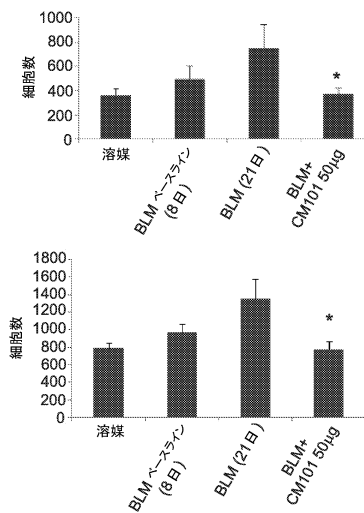 細胞数
1000
800
600
400
200
0
*
溶媒
BLM ベースライン
(8日)
BLM (21日)
BLM+
CM101 50μg
細胞数
1800
1600
1400
1200
1000
800
600
400
200
0
*
溶媒
BLM ベースライン
(8日)
BLM (21日)
BLM+
CM101 50μg